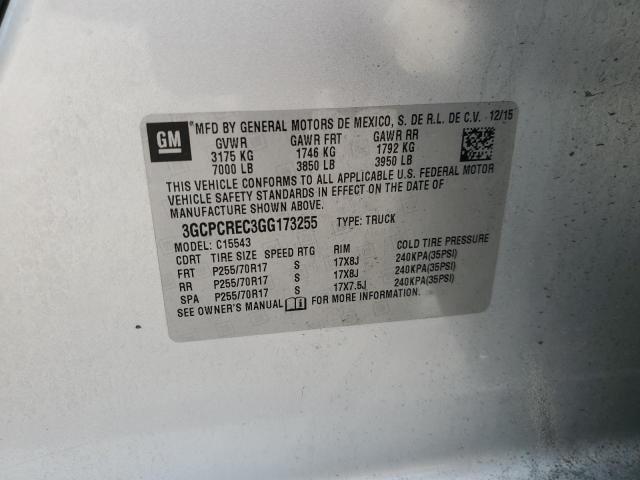 GM
*MFD BY GENERAL MOTORS DE MEXICO, S. DE R.L. DE C.V. 12/15
GVWR GAWR FRT GAWR RR
3175 KG 1746 KG 1792 KG
7000 LB 3850 LB 3950 LB
THIS VEHICLE CONFORMS TO ALL APPLICABLE U.S. FEDERAL MOTOR
VEHICLE SAFETY STANDARDS IN EFFECT ON THE DATE OF
MANUFACTURE SHOWN ABOVE.
3GCPCREC3GG173255 TYPE: TRUCK
MODEL: C15543
CDRT TIRE SIZE SPEED RTG RIM COLD TIRE PRESSURE
FRT P255/70R17 S 17X8J 240KPA(35PSI)
RR P255/70R17 S 17X8J 240KPA(35PSI)
SPA P255/70R17 S 17X7.5J 240KPA(35PSI)
SEE OWNER'S MANUAL FOR MORE INFORMATION.